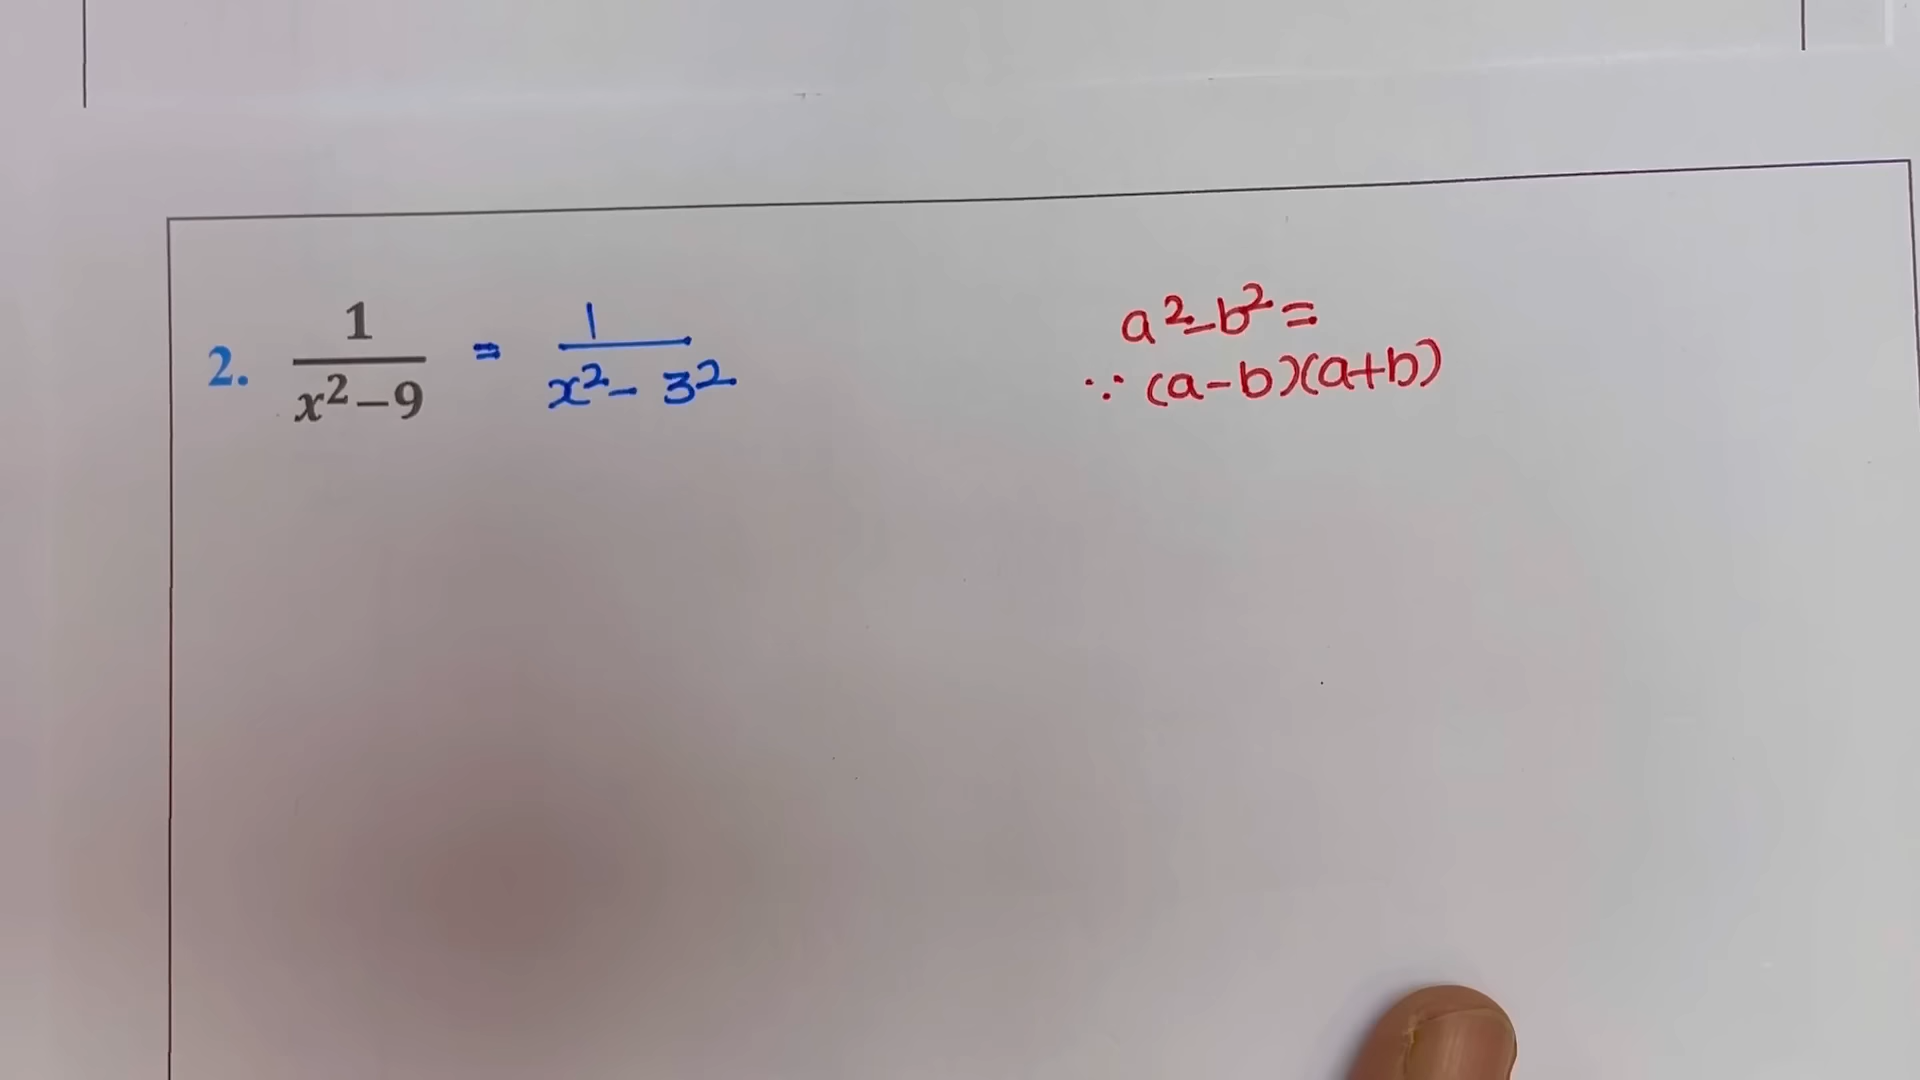 2. 1/(x²-9) = 1/(x²-3²)
a²-b²=
∵ (a-b)(a+b)